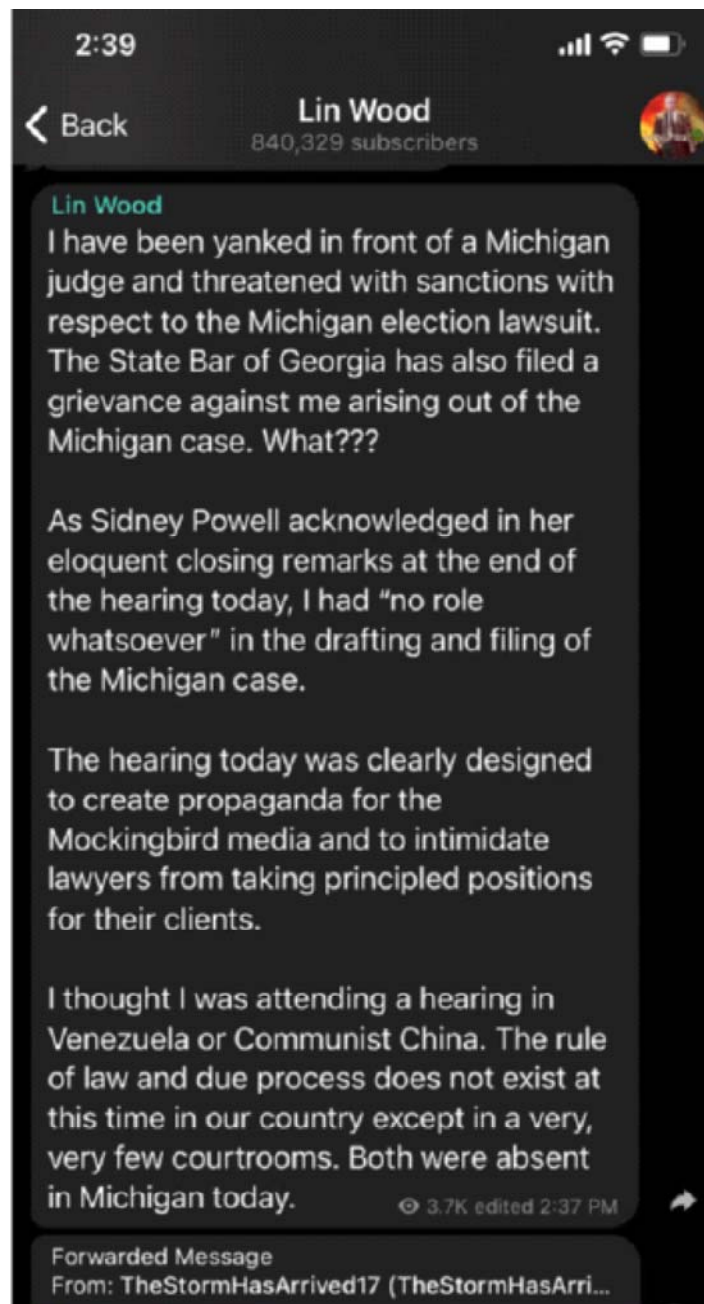 2:39
Back
Lin Wood
840,329 subscribers
Lin Wood
I have been yanked in front of a Michigan
judge and threatened with sanctions with
respect to the Michigan election lawsuit.
The State Bar of Georgia has also filed a
grievance against me arising out of the
Michigan case. What???
As Sidney Powell acknowledged in her
eloquent closing remarks at the end of
the hearing today, I had “no role
whatsoever” in the drafting and filing of
the Michigan case.
The hearing today was clearly designed
to create propaganda for the
Mockingbird media and to intimidate
lawyers from taking principled positions
for their clients.
I thought I was attending a hearing in
Venezuela or Communist China. The rule
of law and due process does not exist at
this time in our country except in a very,
very few courtrooms. Both were absent
in Michigan today.
3.7K edited 2:37 PM
Forwarded Message
From: TheStormHasArrived17 (TheStormHasArri...